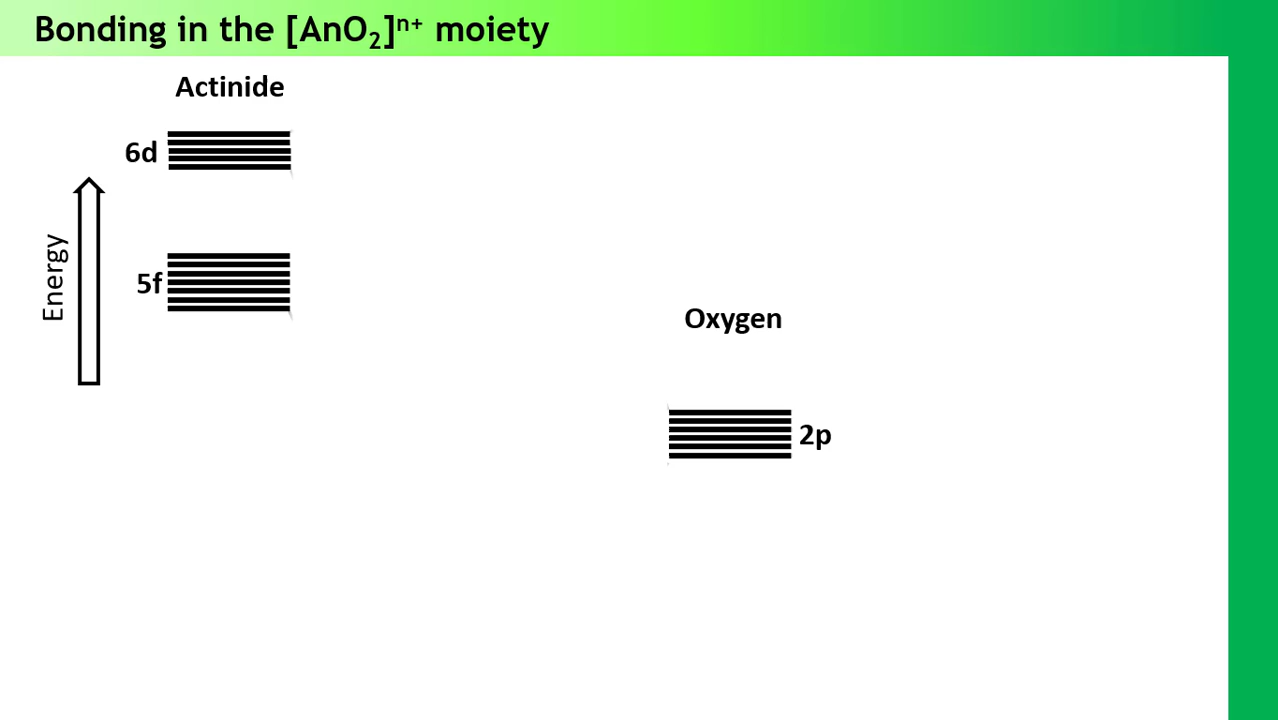 Bonding in the [AnO₂]ⁿ⁺ moiety
Actinide
6d
Energy
5f
Oxygen
2p